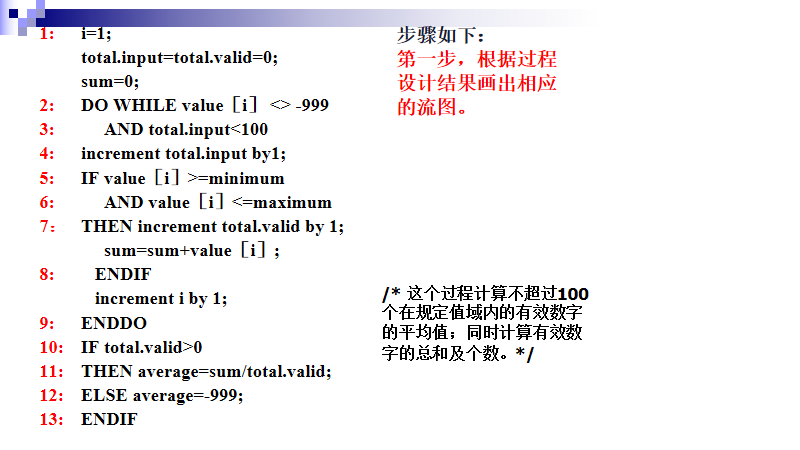 1: i=1;
total.input=total.valid=0;
sum=0;
2: DO WHILE value［i］ <> -999
3: AND total.input<100
4: increment total.input by1;
5: IF value［i］>=minimum
6: AND value［i］<=maximum
7: THEN increment total.valid by 1;
sum=sum+value［i］;
8: ENDIF
increment i by 1;
9: ENDDO
10: IF total.valid>0
11: THEN average=sum/total.valid;
12: ELSE average=-999;
13: ENDIF
步骤如下：
第一步，根据过程
设计结果画出相应
的流图。
/* 这个过程计算不超过100
个在规定值域内的有效数字
的平均值；同时计算有效数
字的总和及个数。*/